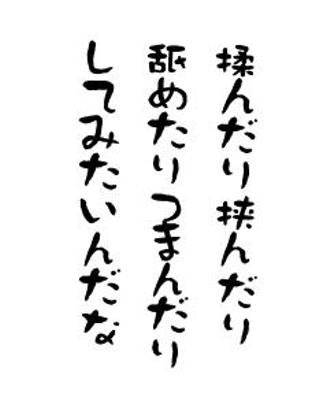 揉んだり挟んだり
舐めたりつまんだり
してみたいんだな